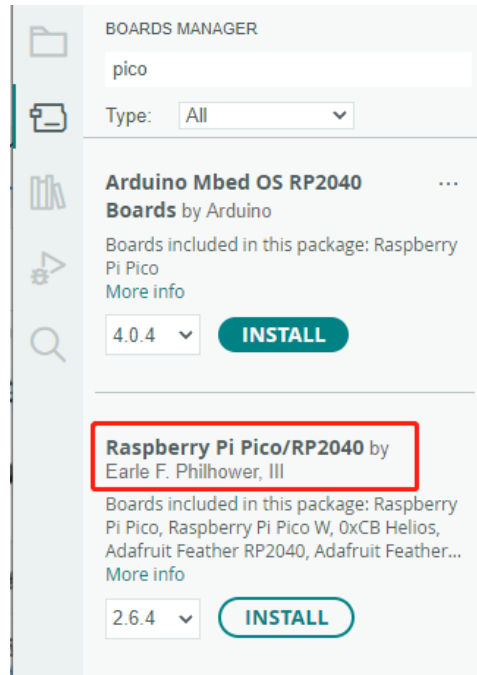 BOARDS MANAGER
pico
Type: All
Arduino Mbed OS RP2040
Boards by Arduino
Boards included in this package: Raspberry
Pi Pico
More info
4.0.4 INSTALL
Raspberry Pi Pico/RP2040 by
Earle F. Philhower, III
Boards included in this package: Raspberry
Pi Pico, Raspberry Pi Pico W, 0xCB Helios,
Adafruit Feather RP2040, Adafruit Feather...
More info
2.6.4 INSTALL